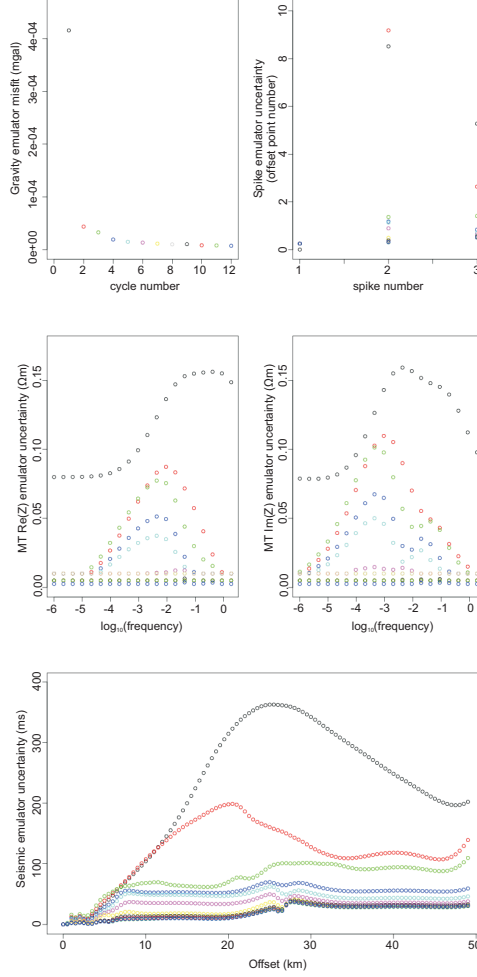 Gravity emulator misfit (mgal)
0e+00 1e-04 2e-04 3e-04 4e-04
0 2 4 6 8 10 12
cycle number
Spike emulator uncertainty
(offset point number)
0 2 4 6 8 10
1 2 3
spike number
MT Re(Z) emulator uncertainty (Ωm)
0.00 0.05 0.10 0.15
-6 -5 -4 -3 -2 -1 0
log₁₀(frequency)
MT Im(Z) emulator uncertainty (Ωm)
0.00 0.05 0.10 0.15
-6 -5 -4 -3 -2 -1 0
log₁₀(frequency)
Seismic emulator uncertainty (ms)
0 100 200 300 400
0 10 20 30 40 50
Offset (km)